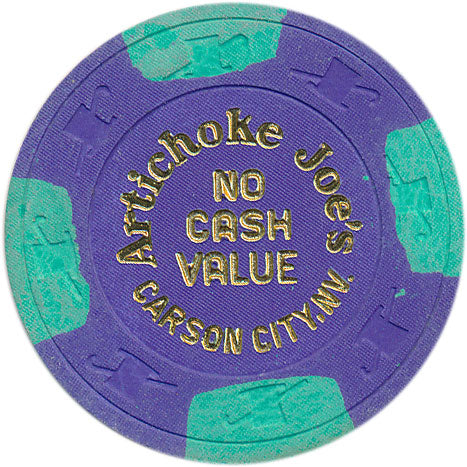 Artichoke Joe's
NO
CASH
VALUE
CARSON CITY, NV.